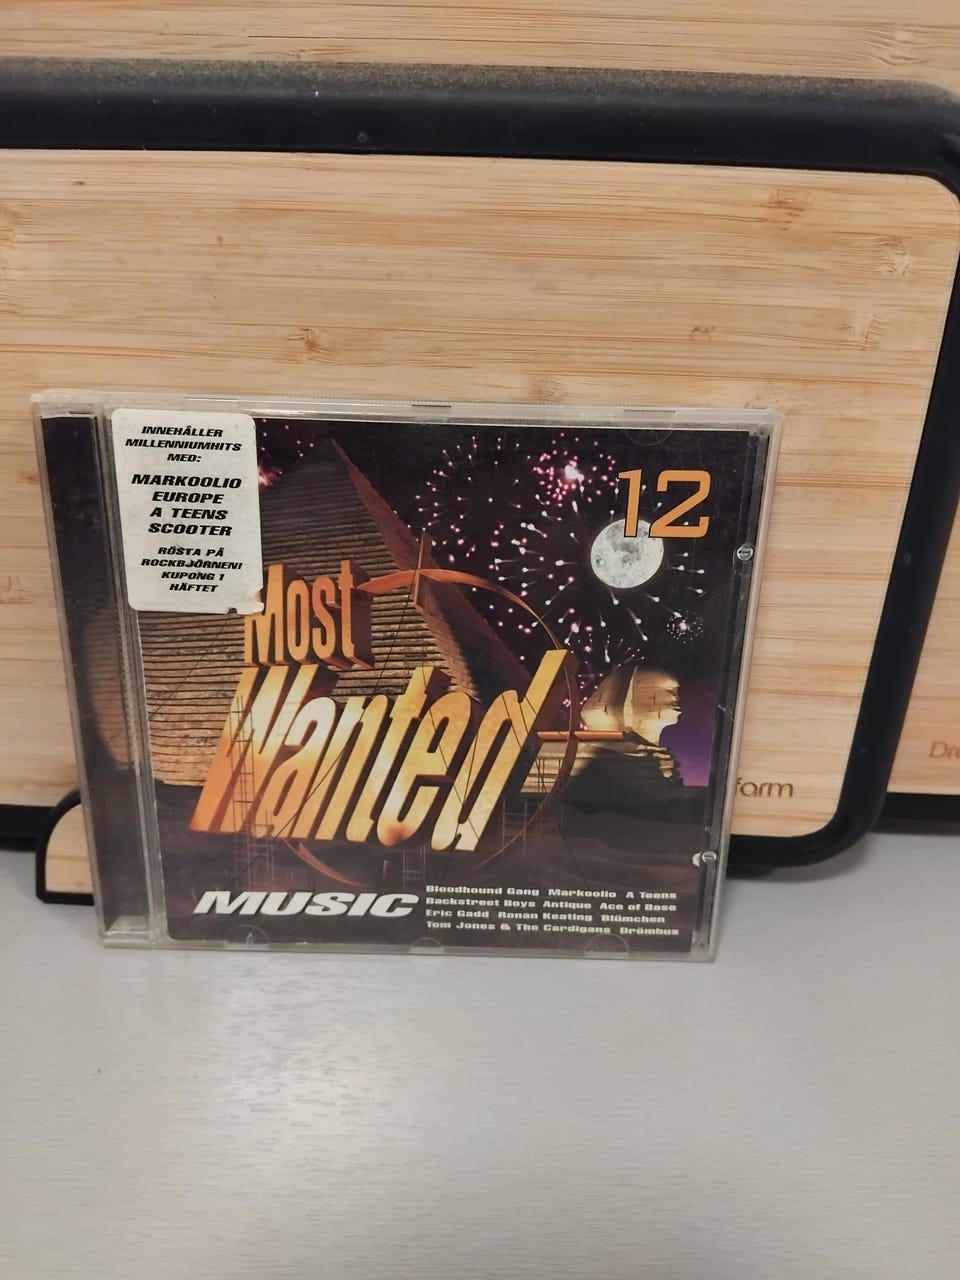 INNEHÅLLER
MILLENNIUMHITS
MED:
MARKOOLIO
EUROPE
A TEENS
SCOOTER
RÖSTA PÅ
ROCKBJÖRNEN!
KUPONG I
HÄFTET
12
Most
Wanted
MUSIC
Bloodhound Gang Markoolio A Teens
Backstreet Boys Antique Ace of Base
Eric Gadd Ronan Keating Blümchen
Tom Jones & The Cardigans Drömhus
farm
Dr